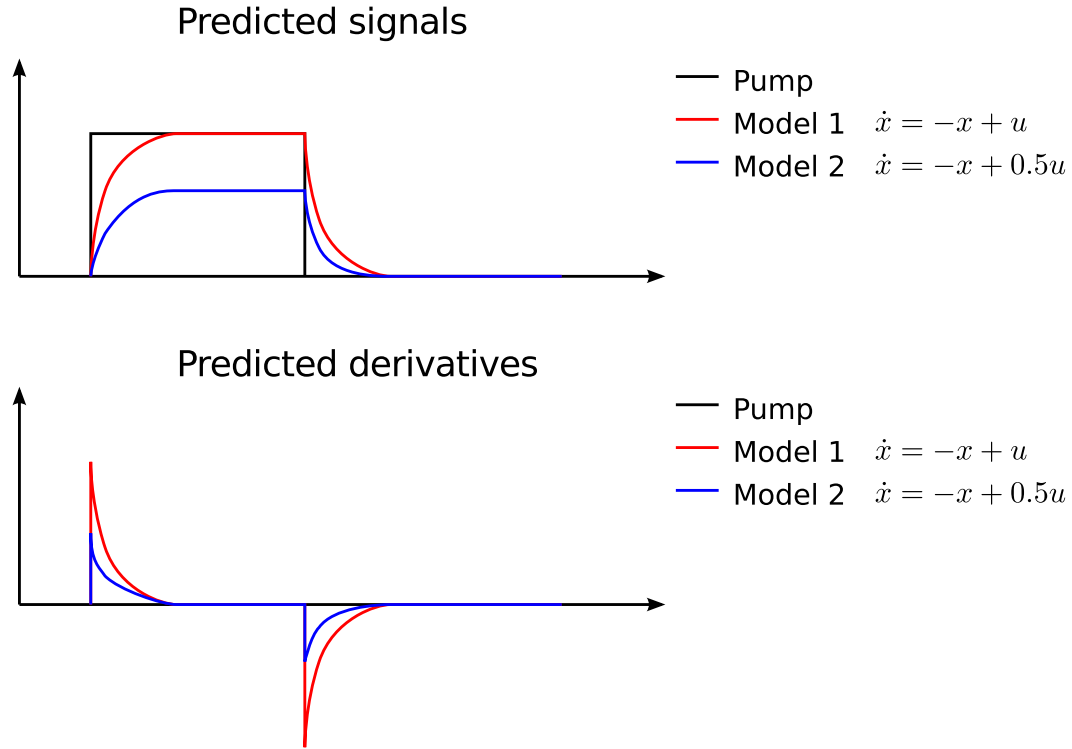 Predicted signals
Pump
Model 1 ẋ = −x + u
Model 2 ẋ = −x + 0.5u
Predicted derivatives
Pump
Model 1 ẋ = −x + u
Model 2 ẋ = −x + 0.5u